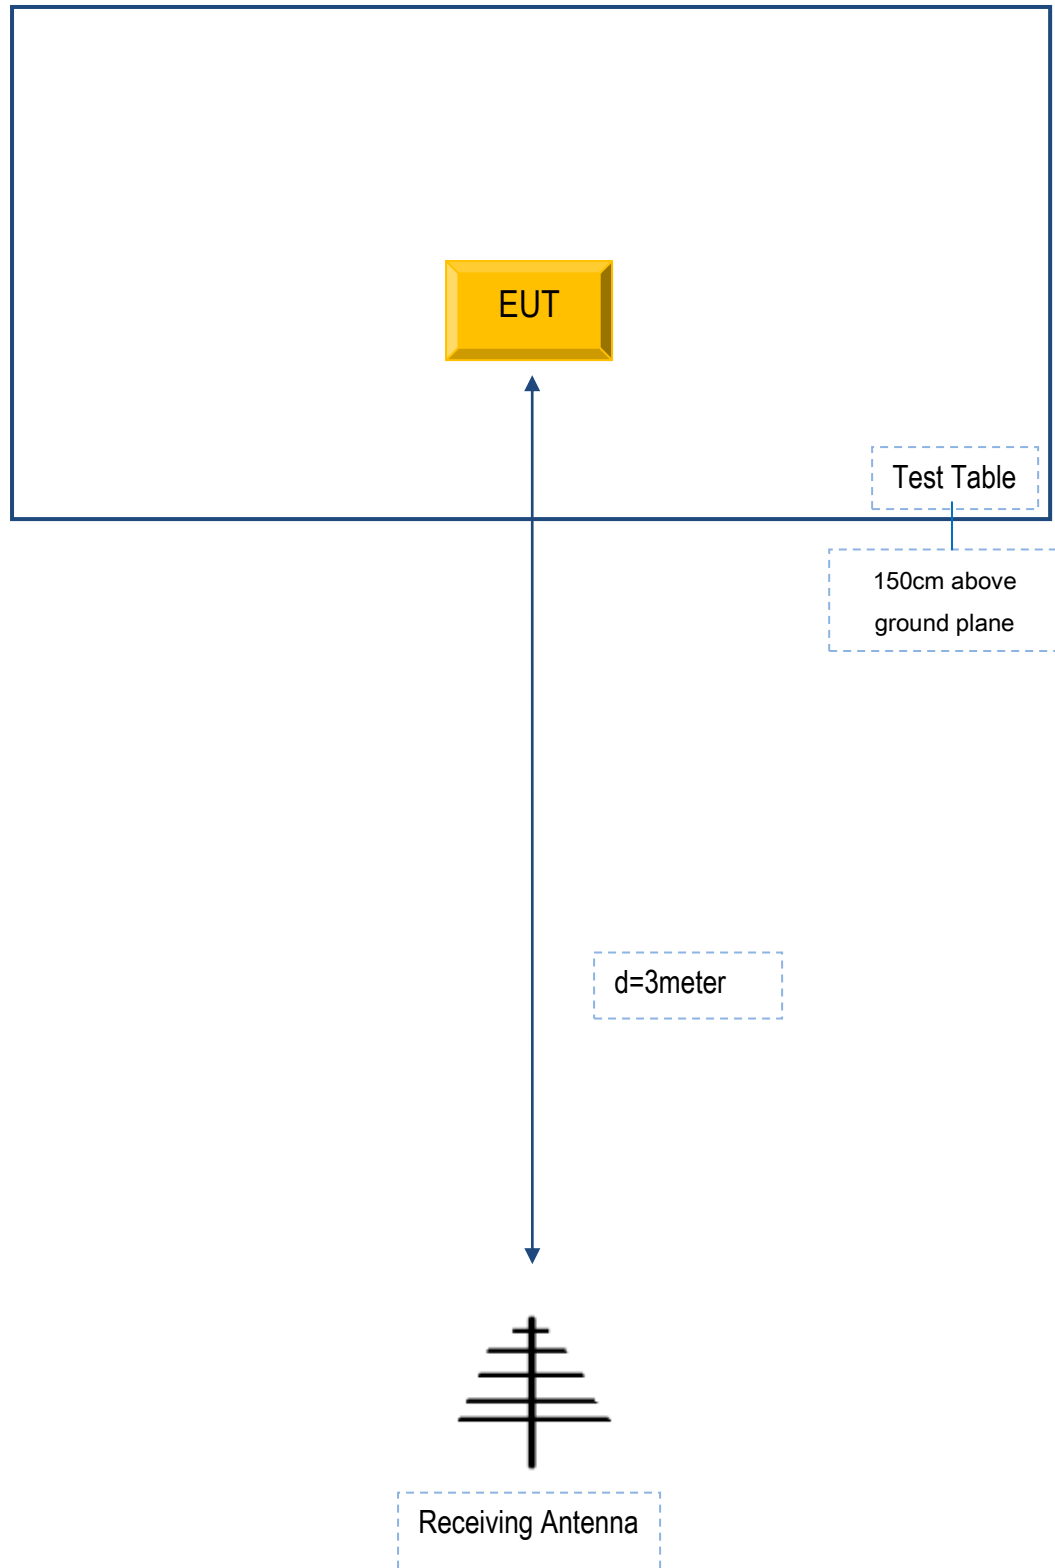 EUT
Test Table
150cm above
ground plane
d=3meter
Receiving Antenna